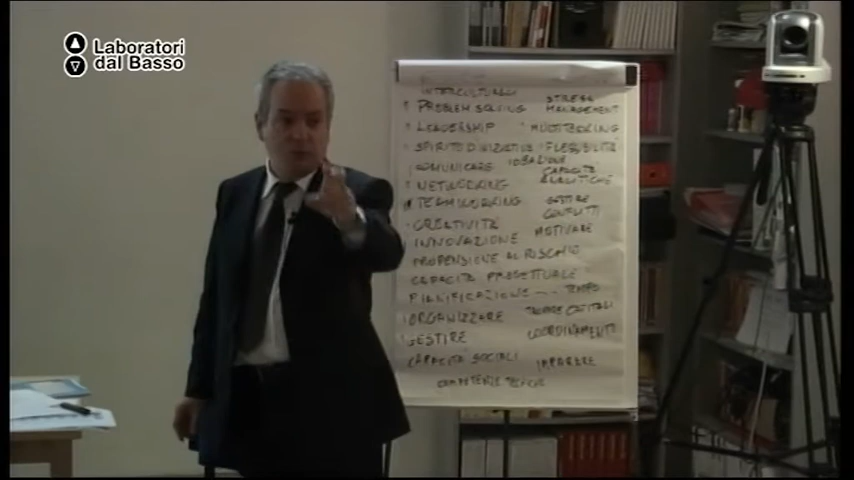 Laboratori
dal Basso
INTERCULTURALI
PROBLEM SOLVING STRESS
MANAGEMENT
LEADERSHIP MULTITASKING
SPIRITO D'INIZIATIVA FLESSIBILITÀ
COMUNICARE IDEAZIONE
CAPACITÀ
NETWORKING ANALITICHE
TEAMWORKING GESTIRE
CONFLITTI
CREATIVITÀ MOTIVARE
INNOVAZIONE
PROPENSIONE AL RISCHIO
CAPACITÀ PROGETTUALE
PIANIFICAZIONE TEMPO
ORGANIZZARE TROVARE CAPITALI
GESTIRE COORDINAMENTO
CAPACITÀ SOCIALI IMPARARE
COMPETENZE TECNICHE